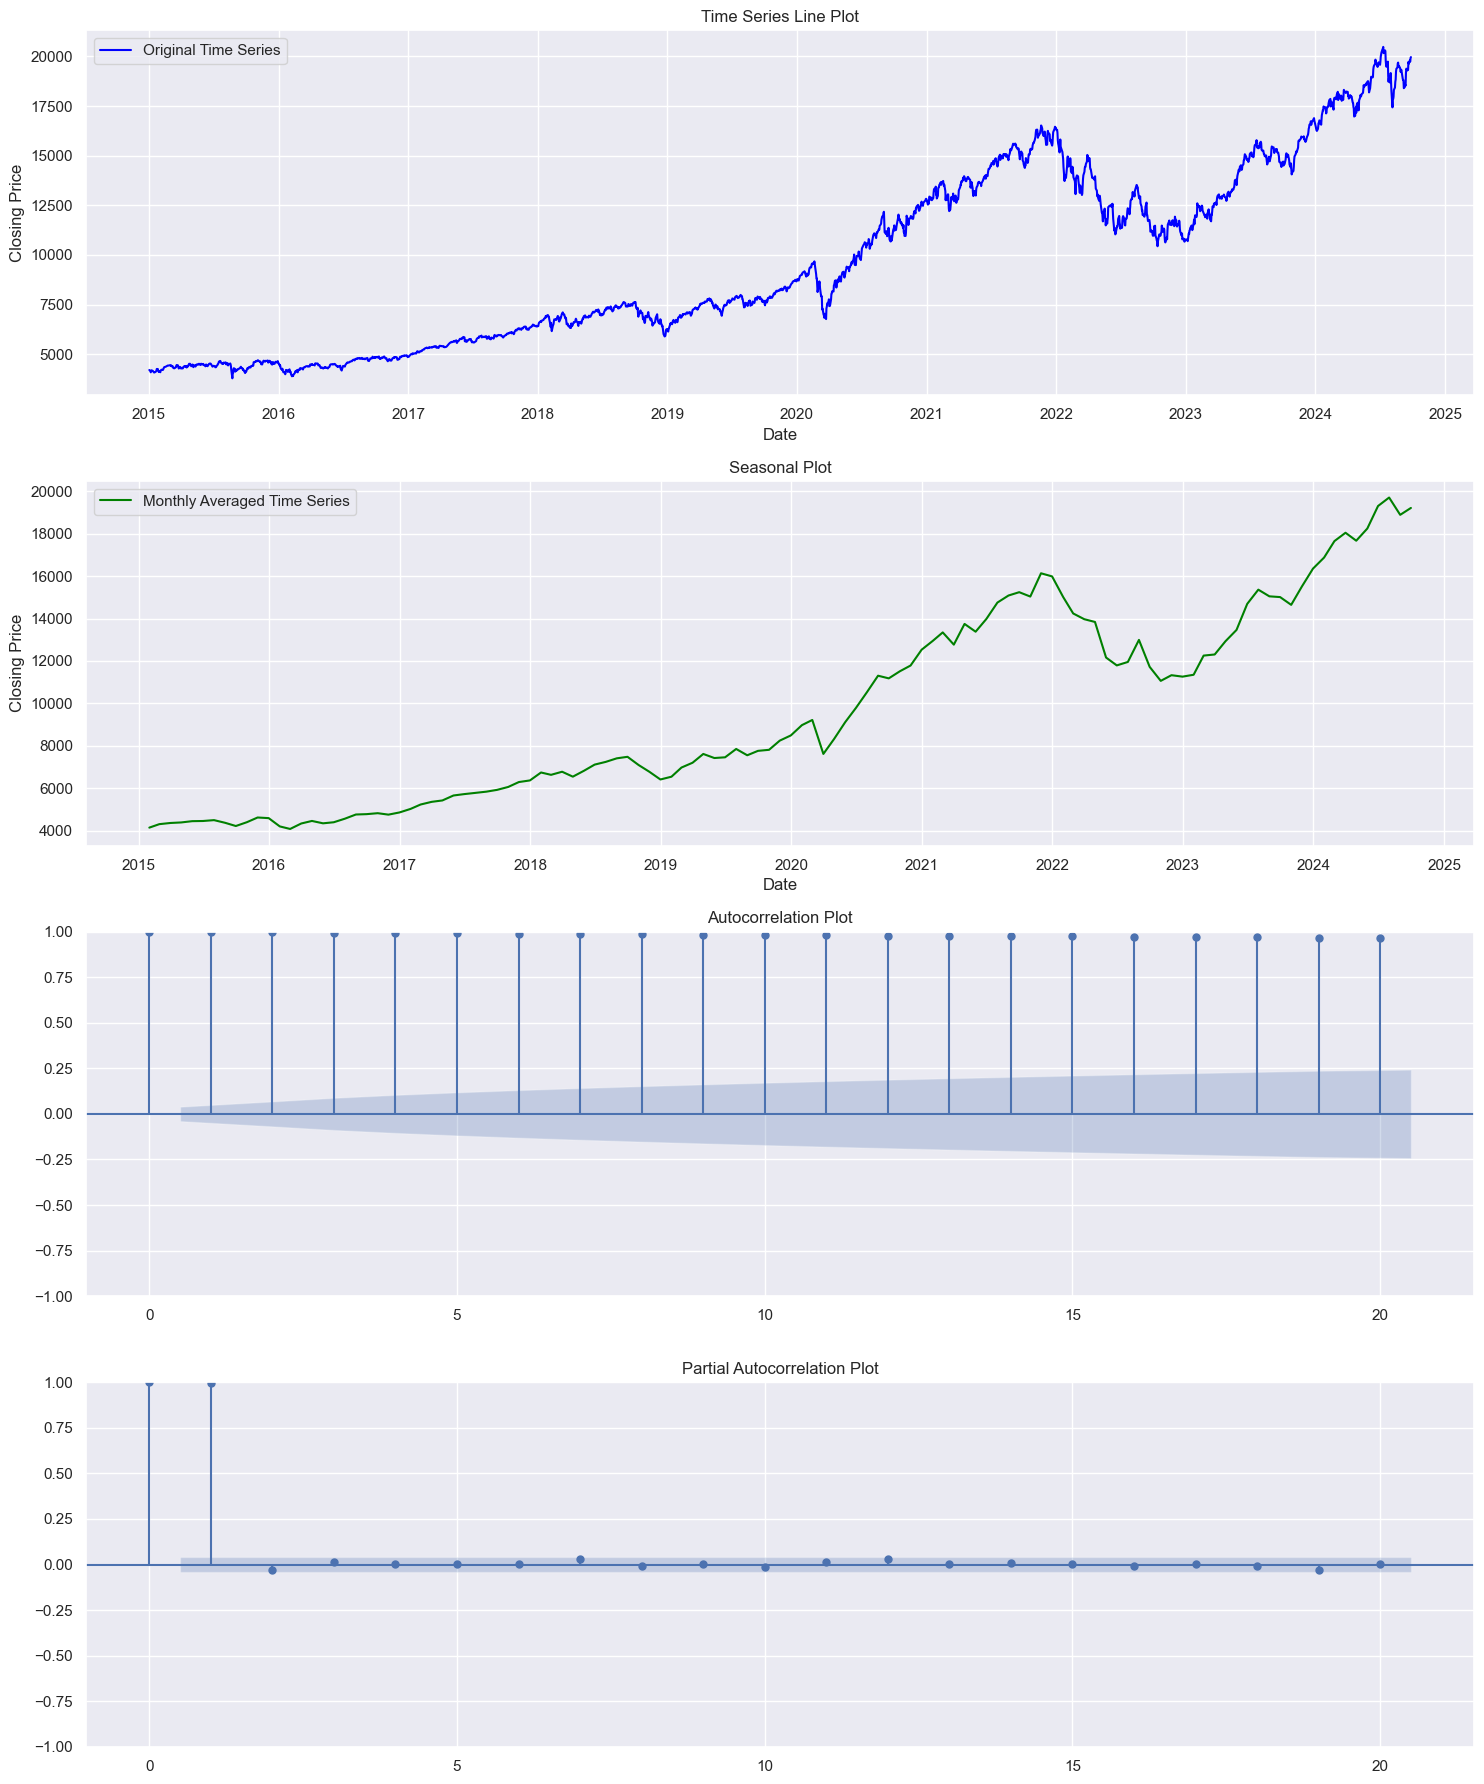 Time Series Line Plot
Original Time Series
20000
17500
15000
12500
10000
7500
5000
Closing Price
2015 2016 2017 2018 2019 2020 2021 2022 2023 2024 2025
Date
Seasonal Plot
Monthly Averaged Time Series
20000
18000
16000
14000
12000
10000
8000
6000
4000
Closing Price
2015 2016 2017 2018 2019 2020 2021 2022 2023 2024 2025
Date
Autocorrelation Plot
1.00
0.75
0.50
0.25
0.00
−0.25
−0.50
−0.75
−1.00
0 5 10 15 20
Partial Autocorrelation Plot
1.00
0.75
0.50
0.25
0.00
−0.25
−0.50
−0.75
−1.00
0 5 10 15 20